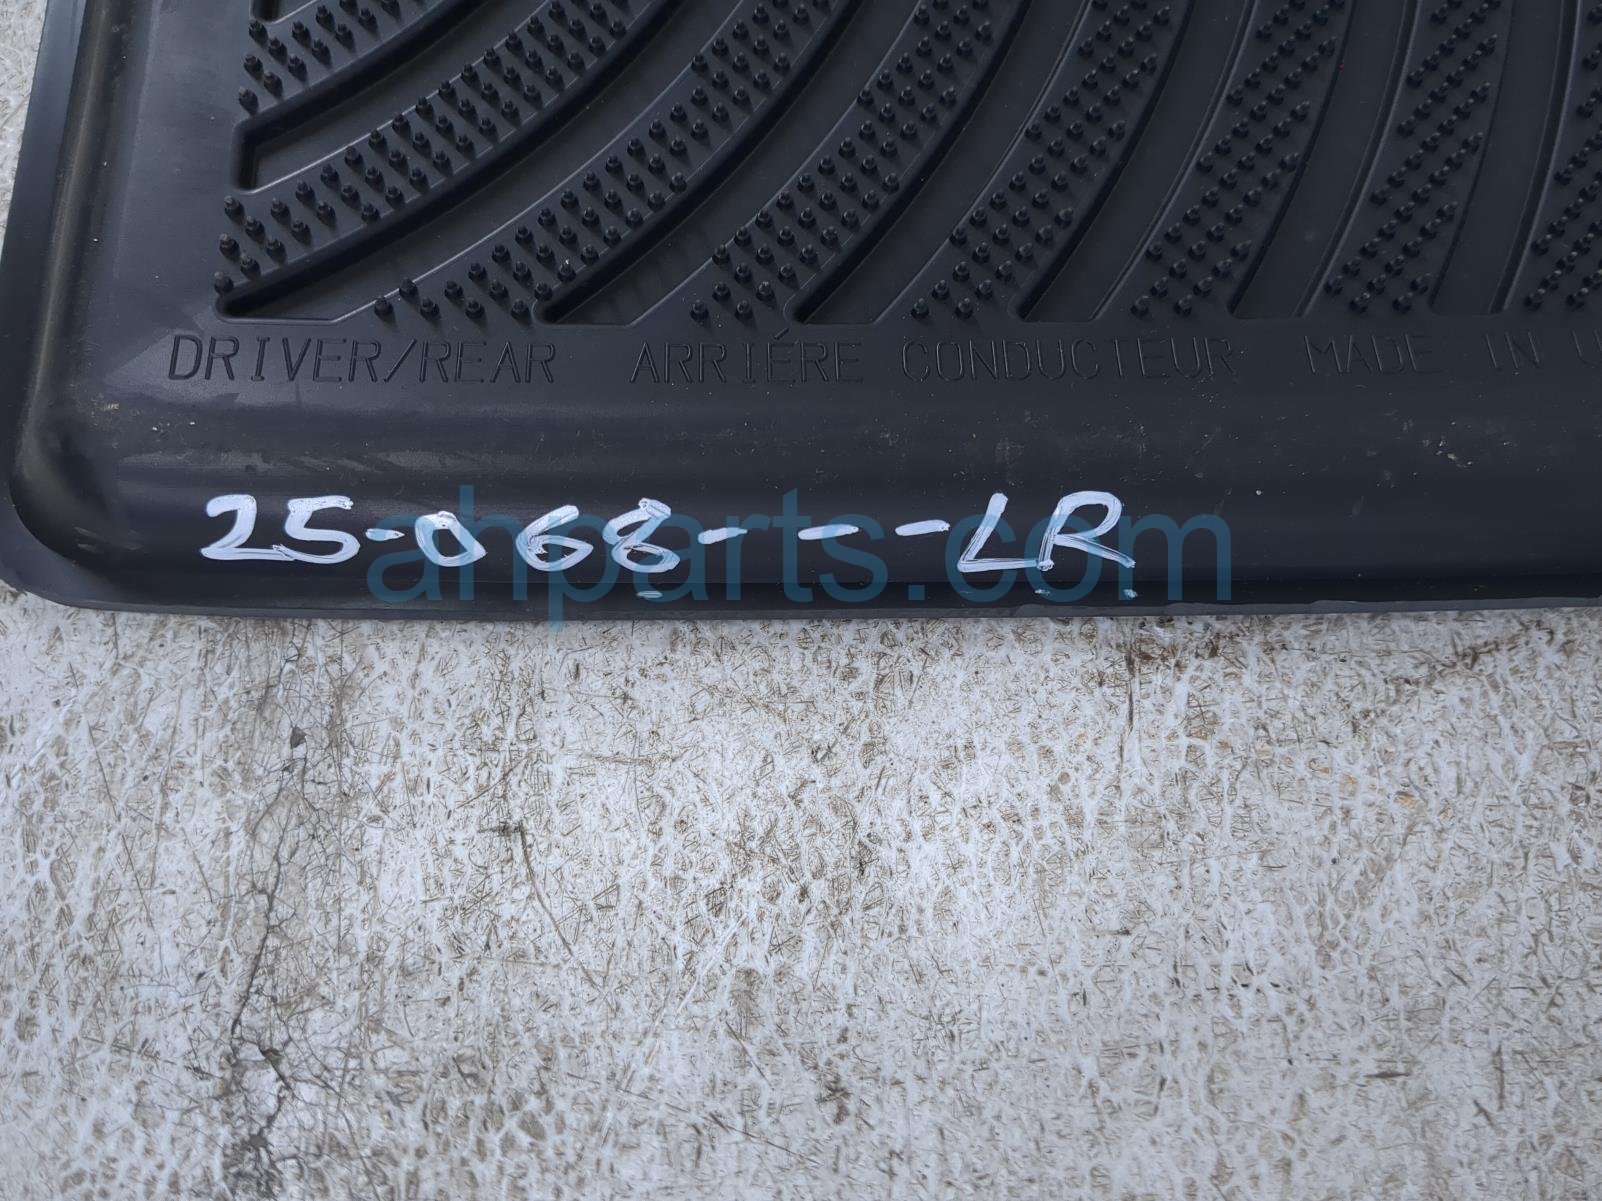 DRIVER/REAR ARRIÉRE CONDUCTEUR MADE IN
25-068---LR
ahparts.com